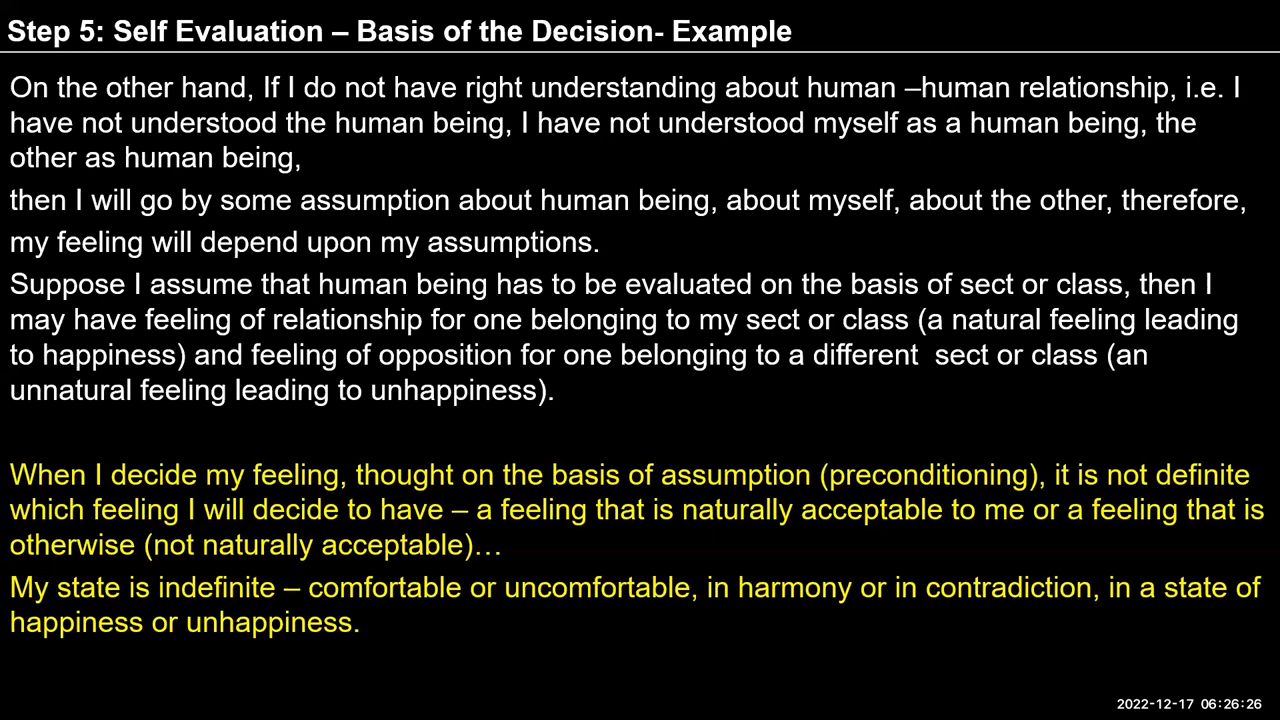 Step 5: Self Evaluation – Basis of the Decision- Example
On the other hand, If I do not have right understanding about human –human relationship, i.e. I
have not understood the human being, I have not understood myself as a human being, the
other as human being,
then I will go by some assumption about human being, about myself, about the other, therefore,
my feeling will depend upon my assumptions.
Suppose I assume that human being has to be evaluated on the basis of sect or class, then I
may have feeling of relationship for one belonging to my sect or class (a natural feeling leading
to happiness) and feeling of opposition for one belonging to a different  sect or class (an
unnatural feeling leading to unhappiness).
When I decide my feeling, thought on the basis of assumption (preconditioning), it is not definite
which feeling I will decide to have – a feeling that is naturally acceptable to me or a feeling that is
otherwise (not naturally acceptable)…
My state is indefinite – comfortable or uncomfortable, in harmony or in contradiction, in a state of
happiness or unhappiness.
2022-12-17 06:26:26